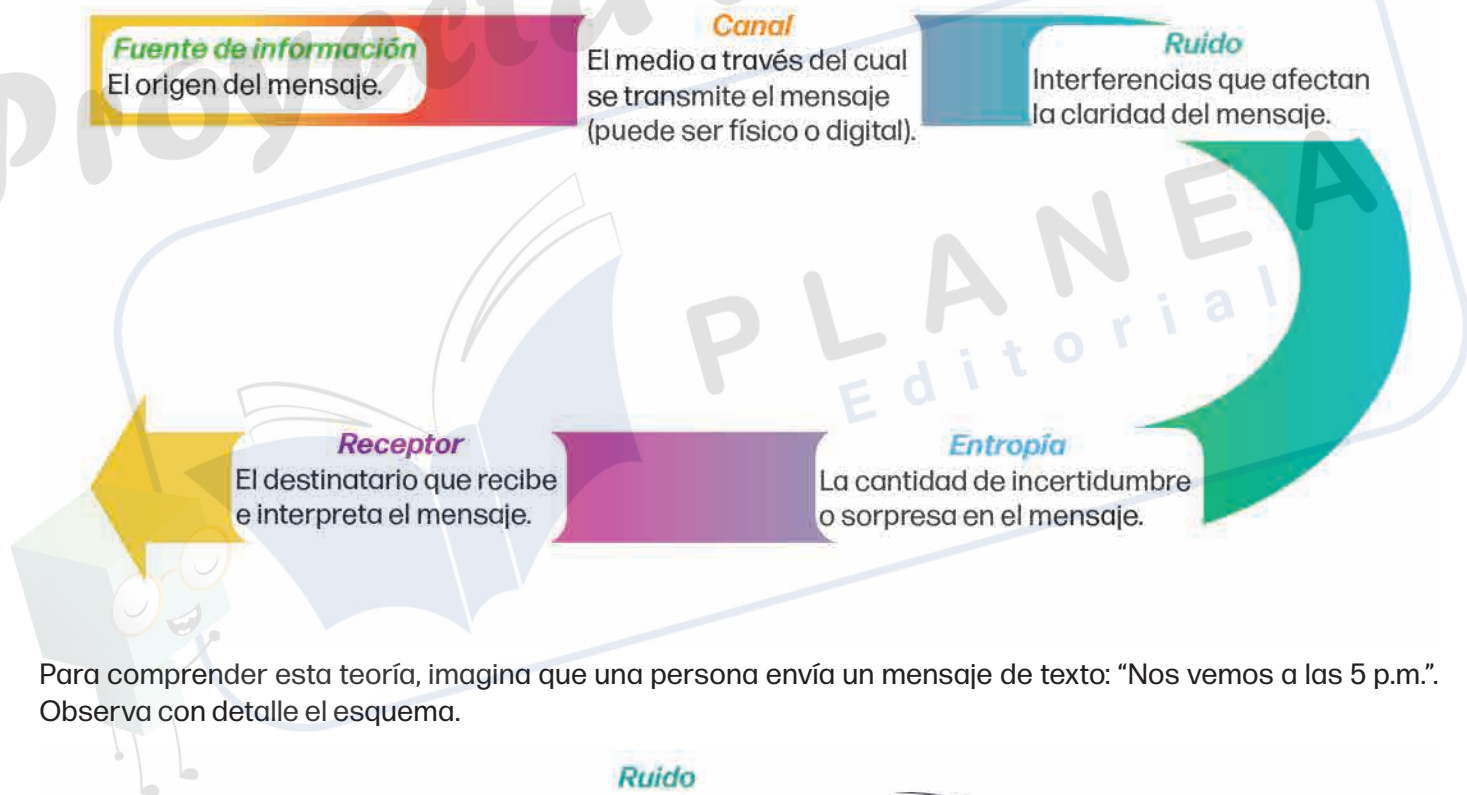 Proyecta
Fuente de información
El origen del mensaje.
Canal
El medio a través del cual
se transmite el mensaje
(puede ser físico o digital).
Ruido
Interferencias que afectan
la claridad del mensaje.
PLANEA
Editorial
Receptor
El destinatario que recibe
e interpreta el mensaje.
Entropía
La cantidad de incertidumbre
o sorpresa en el mensaje.
Para comprender esta teoría, imagina que una persona envía un mensaje de texto: “Nos vemos a las 5 p.m.”.
Observa con detalle el esquema.
Ruido